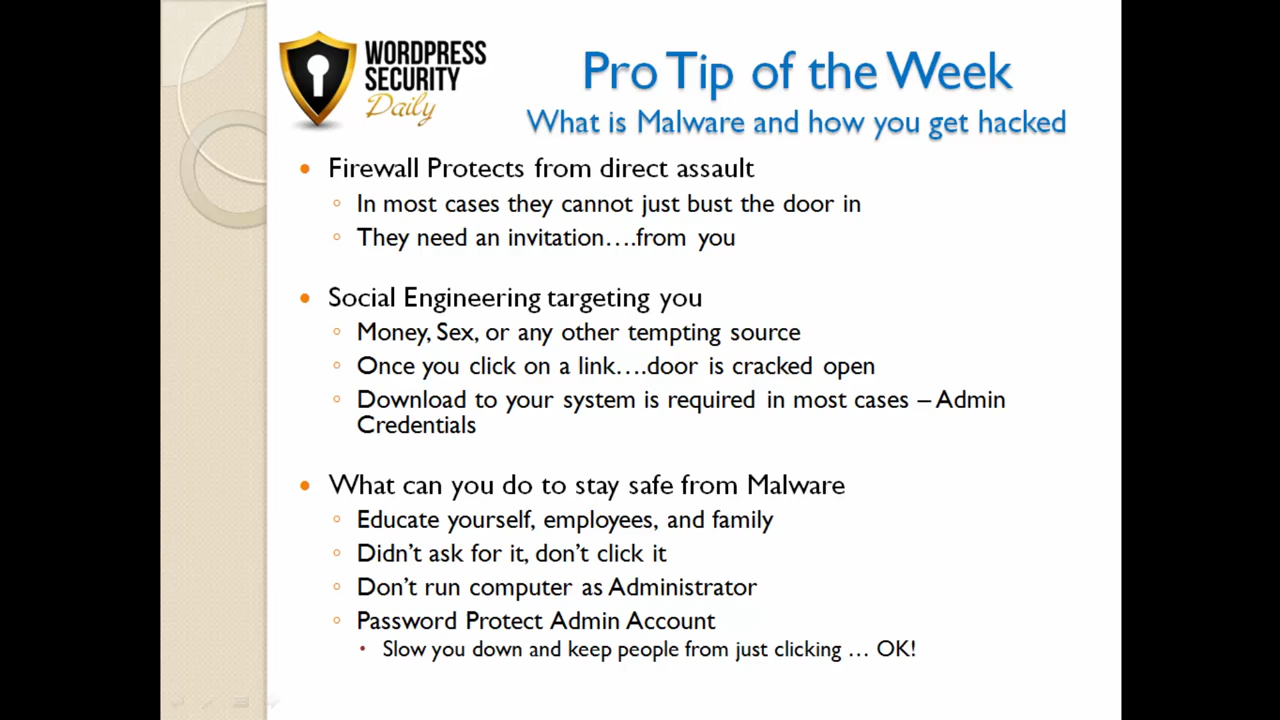 WORDPRESS
SECURITY
Daily
Pro Tip of the Week
What is Malware and how you get hacked
Firewall Protects from direct assault
In most cases they cannot just bust the door in
They need an invitation….from you
Social Engineering targeting you
Money, Sex, or any other tempting source
Once you click on a link….door is cracked open
Download to your system is required in most cases – Admin
Credentials
What can you do to stay safe from Malware
Educate yourself, employees, and family
Didn't ask for it, don't click it
Don't run computer as Administrator
Password Protect Admin Account
Slow you down and keep people from just clicking … OK!